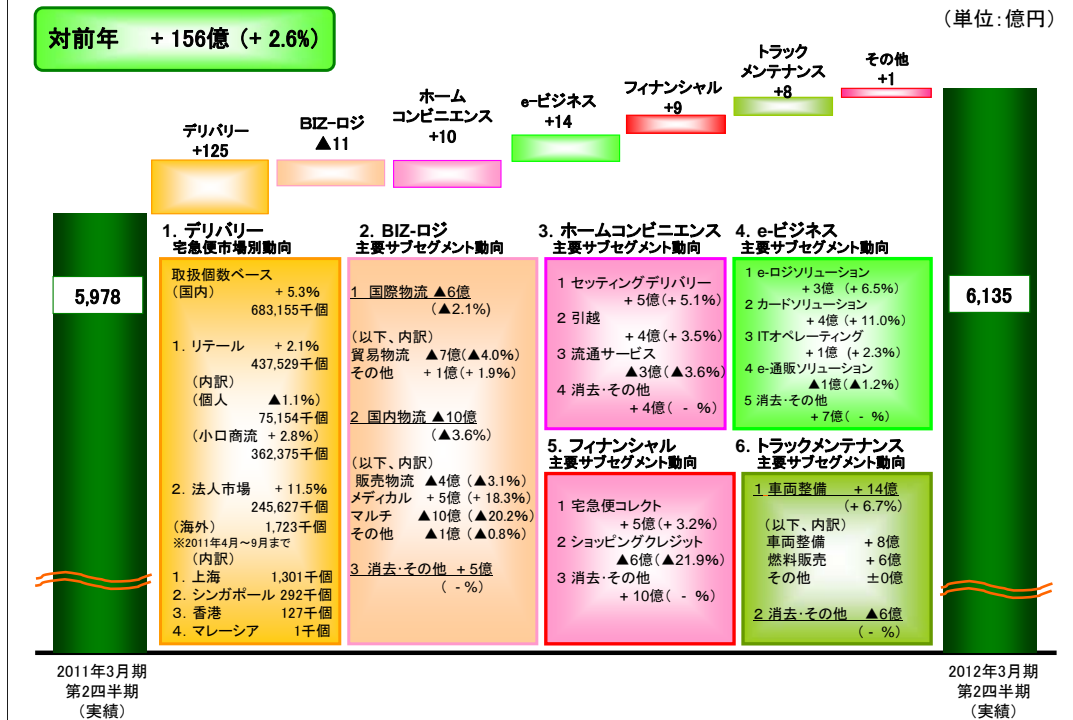 (単位:億円)
対前年 + 156億 (+ 2.6%)
デリバリー
+125
BIZ-ロジ
▲11
ホーム
コンビニエンス
+10
e-ビジネス
+14
フィナンシャル
+9
トラック
メンテナンス
+8
その他
+1
5,978
6,135
1. デリバリー
宅急便市場別動向
取扱個数ベース
(国内) + 5.3%
683,155千個
1. リテール + 2.1%
437,529千個
(内訳)
(個人 ▲1.1%)
75,154千個
(小口商流 + 2.8%)
362,375千個
2. 法人市場 + 11.5%
245,627千個
(海外) 1,723千個
※2011年4月~9月まで
(内訳)
1. 上海 1,301千個
2. シンガポール 292千個
3. 香港 127千個
4. マレーシア 1千個
2. BIZ-ロジ
主要サブセグメント動向
1 国際物流 ▲6億
(▲2.1%)
(以下、内訳)
貿易物流 ▲7億(▲4.0%)
その他 + 1億(+ 1.9%)
2 国内物流 ▲10億
(▲3.6%)
(以下、内訳)
販売物流 ▲4億 (▲3.1%)
メディカル + 5億 (+ 18.3%)
マルチ ▲10億 (▲20.2%)
その他 ▲1億 (▲0.8%)
3 消去・その他 + 5億
( - %)
3. ホームコンビニエンス
主要サブセグメント動向
1 セッティングデリバリー
+ 5億(+ 5.1%)
2 引越
+ 4億(+ 3.5%)
3 流通サービス
▲3億(▲3.6%)
4 消去・その他
+ 4億( - %)
4. e-ビジネス
主要サブセグメント動向
1 e-ロジソリューション
+ 3億 (+ 6.5%)
2 カードソリューション
+ 4億 (+ 11.0%)
3 ITオペレーティング
+ 1億 (+ 2.3%)
4 e-通販ソリューション
▲1億(▲1.2%)
5 消去・その他
+ 7億( - %)
5. フィナンシャル
主要サブセグメント動向
1 宅急便コレクト
+ 5億 (+ 3.2%)
2 ショッピングクレジット
▲6億(▲21.9%)
3 消去・その他
+ 10億( - %)
6. トラックメンテナンス
主要サブセグメント動向
1 車両整備 + 14億
(+ 6.7%)
(以下、内訳)
車両整備 + 8億
燃料販売 + 6億
その他 ±0億
2 消去・その他 ▲6億
( - %)
2011年3月期
第2四半期
(実績)
2012年3月期
第2四半期
(実績)